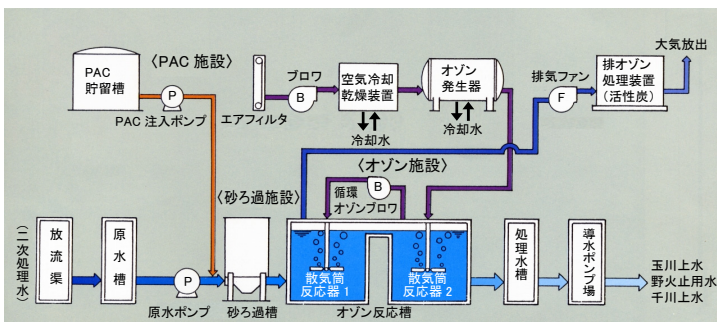 〈PAC 施設〉
PAC
貯留槽
P
PAC 注入ポンプ
エアフィルタ
ブロワ
B
空気冷却
乾燥装置
冷却水
オゾン
発生器
冷却水
排気ファン
F
排オゾン
処理装置
(活性炭)
大気放出
〈オゾン施設〉
循環
オゾンブロワ
B
〈砂ろ過施設〉
(二次処理水)
放流渠
原水槽
P
原水ポンプ
砂ろ過槽
散気筒
反応器 1
散気筒
反応器 2
オゾン反応槽
処理水槽
導水ポンプ場
玉川上水
野火止用水
千川上水